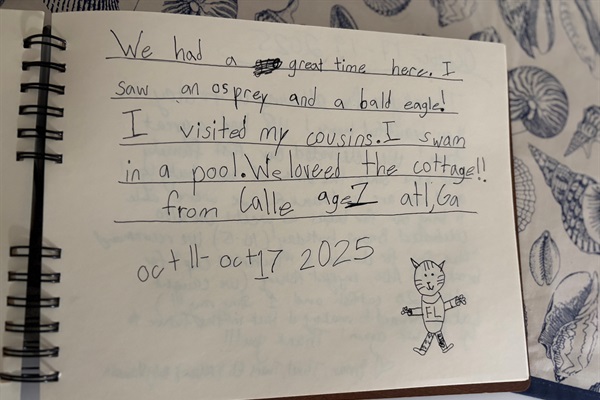 We had a great time here. I
saw an osprey and a bald eagle!
I visited my cousins. I swam
in a pool. We loveed the cottage!!
from Calle age 7 atl, Ga
oct 11- oct 17 2025
FL